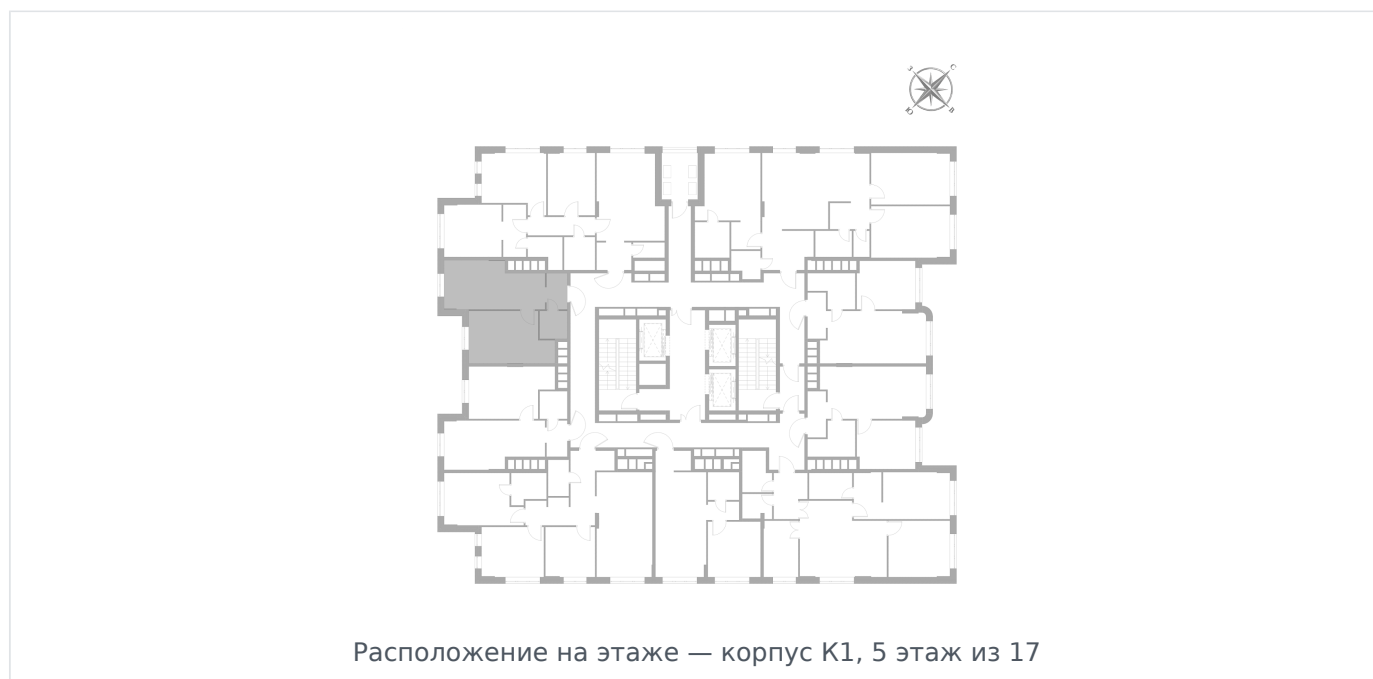 З С
Ю В
Расположение на этаже — корпус К1, 5 этаж из 17